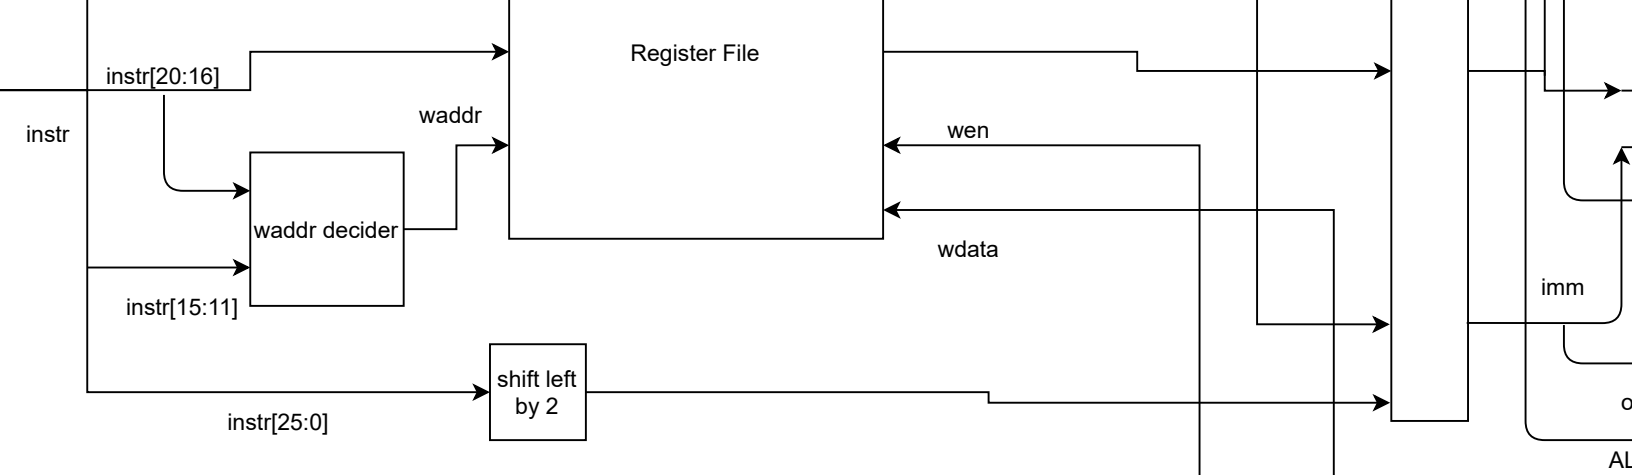 Register File
instr[20:16]
waddr
instr
wen
waddr decider
wdata
imm
instr[15:11]
shift left
by 2
instr[25:0]